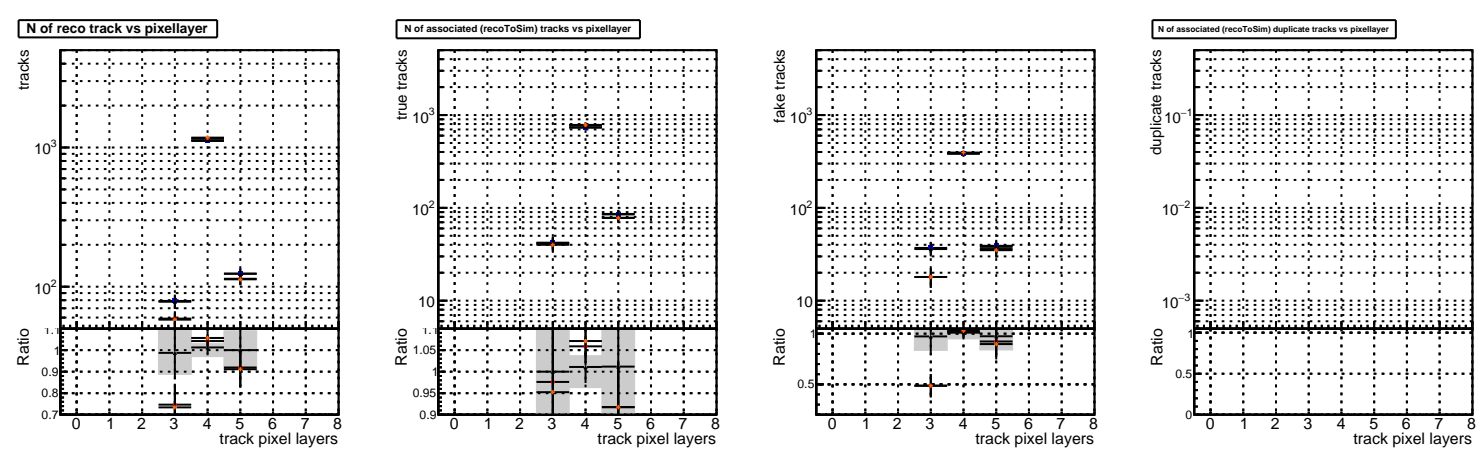 N of reco track vs pixellayer
tracks
10³
10²
Ratio
1.1
1
0.9
0.8
0.7
0 1 2 3 4 5 6 7 8
track pixel layers
N of associated (recoToSim) tracks vs pixellayer
true tracks
10³
10²
10
Ratio
1.1
1.05
1
0.95
0.9
0 1 2 3 4 5 6 7 8
track pixel layers
fake tracks
10³
10²
10
Ratio
1
0.5
0 1 2 3 4 5 6 7 8
track pixel layers
N of associated (recoToSim) duplicate tracks vs pixellayer
duplicate tracks
10⁻¹
10⁻²
10⁻³
Ratio
1
0.5
0
0 1 2 3 4 5 6 7 8
track pixel layers